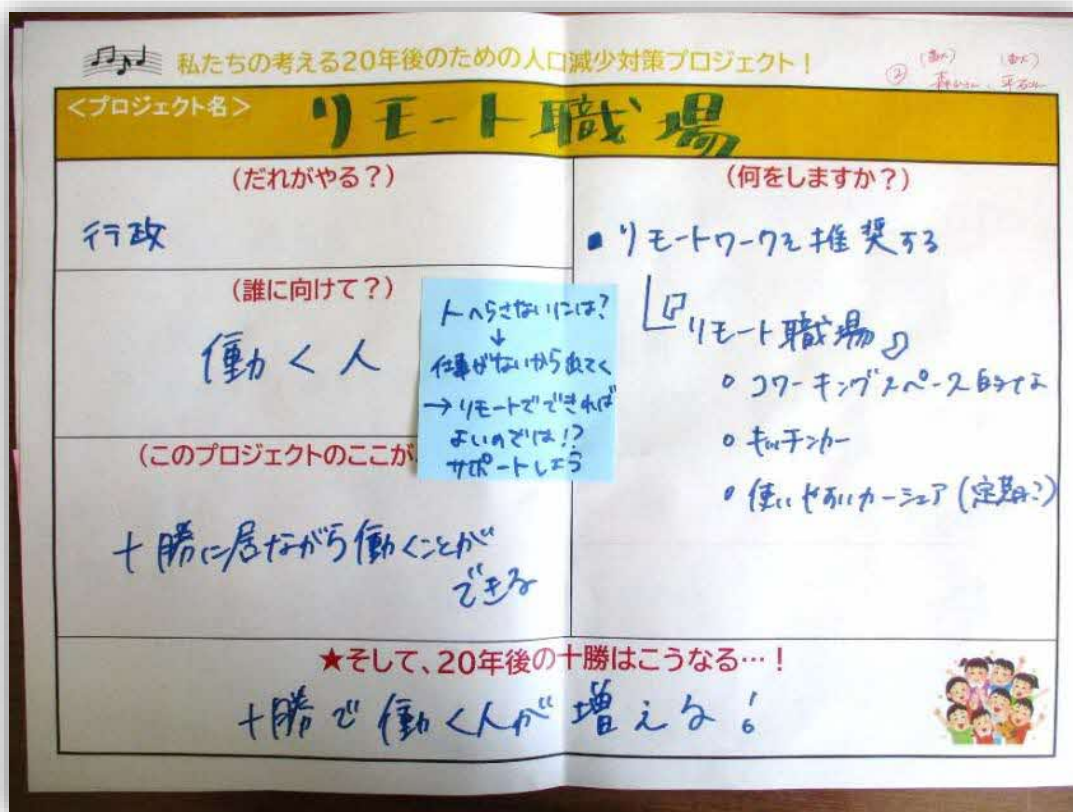 私たちの考える20年後のための人口減少対策プロジェクト！
②
<プロジェクト名>
リモート職場
(だれがやる？)
行政
(誰に向けて？)
働く人
(このプロジェクトのここが
十勝に居ながら働くことが
できる
人へらさないには？
↓
仕事がないから出てく
→リモートでできれば
よいのでは!?
サポートしよう
(何をしますか？)
■リモートワークを推奨する
『リモート職場』
○コワーキングスペース
○キッチンカー
○使いやすいカーシェア(定期?)
★そして、20年後の十勝はこうなる…！
十勝で働く人が増える！